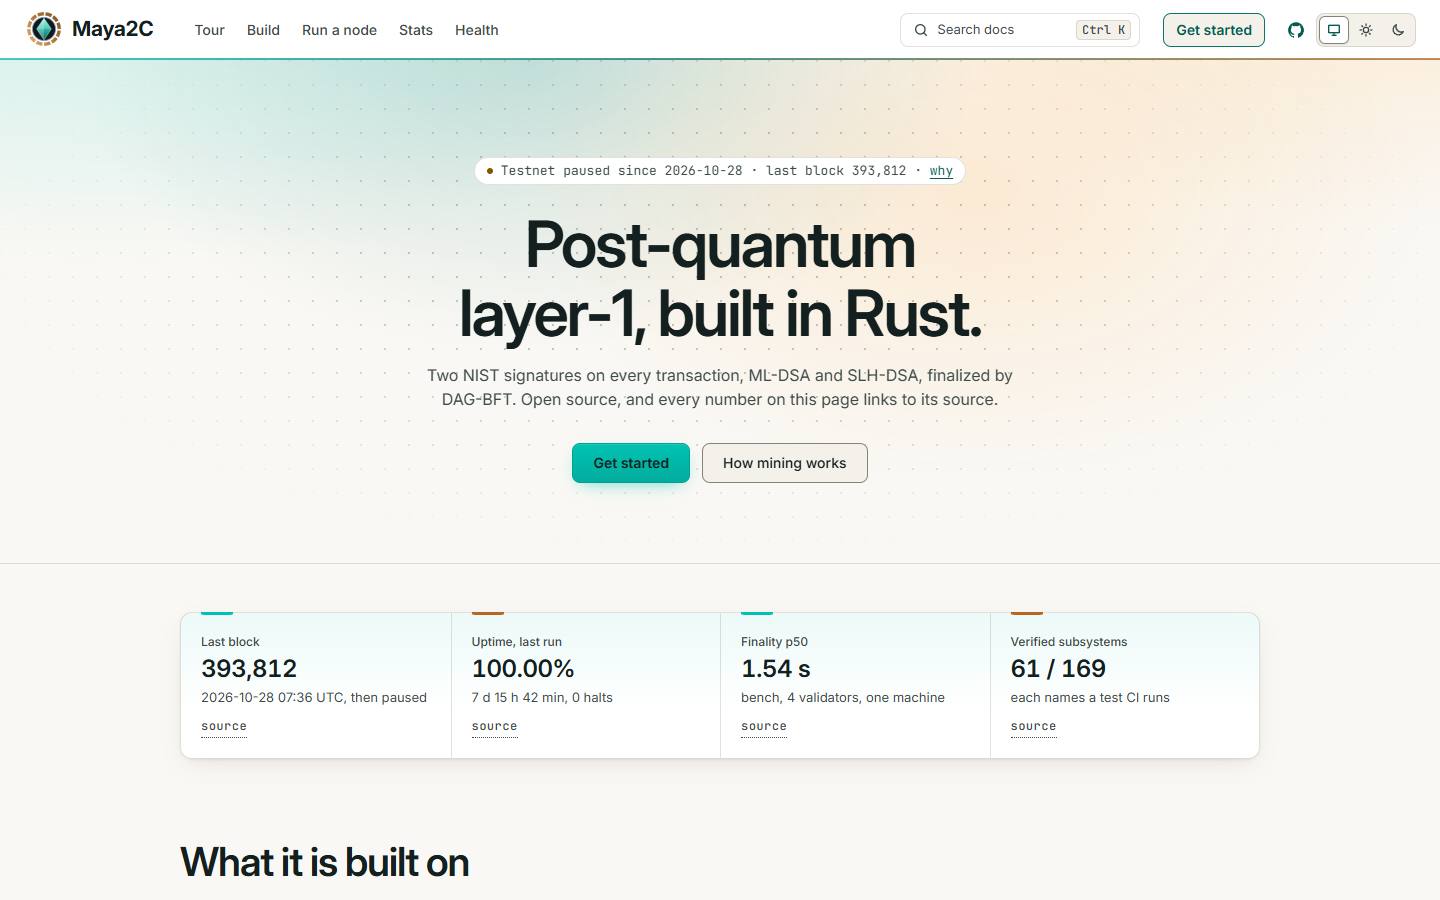 Maya2C
Tour
Build
Run a node
Stats
Health
Search docs
Ctrl K
Get started
Testnet paused since 2026-10-28 · last block 393,812 · why
Post-quantum
layer-1, built in Rust.
Two NIST signatures on every transaction, ML-DSA and SLH-DSA, finalized by
DAG-BFT. Open source, and every number on this page links to its source.
Get started
How mining works
Last block
393,812
2026-10-28 07:36 UTC, then paused
source
Uptime, last run
100.00%
7 d 15 h 42 min, 0 halts
source
Finality p50
1.54 s
bench, 4 validators, one machine
source
Verified subsystems
61 / 169
each names a test CI runs
source
What it is built on